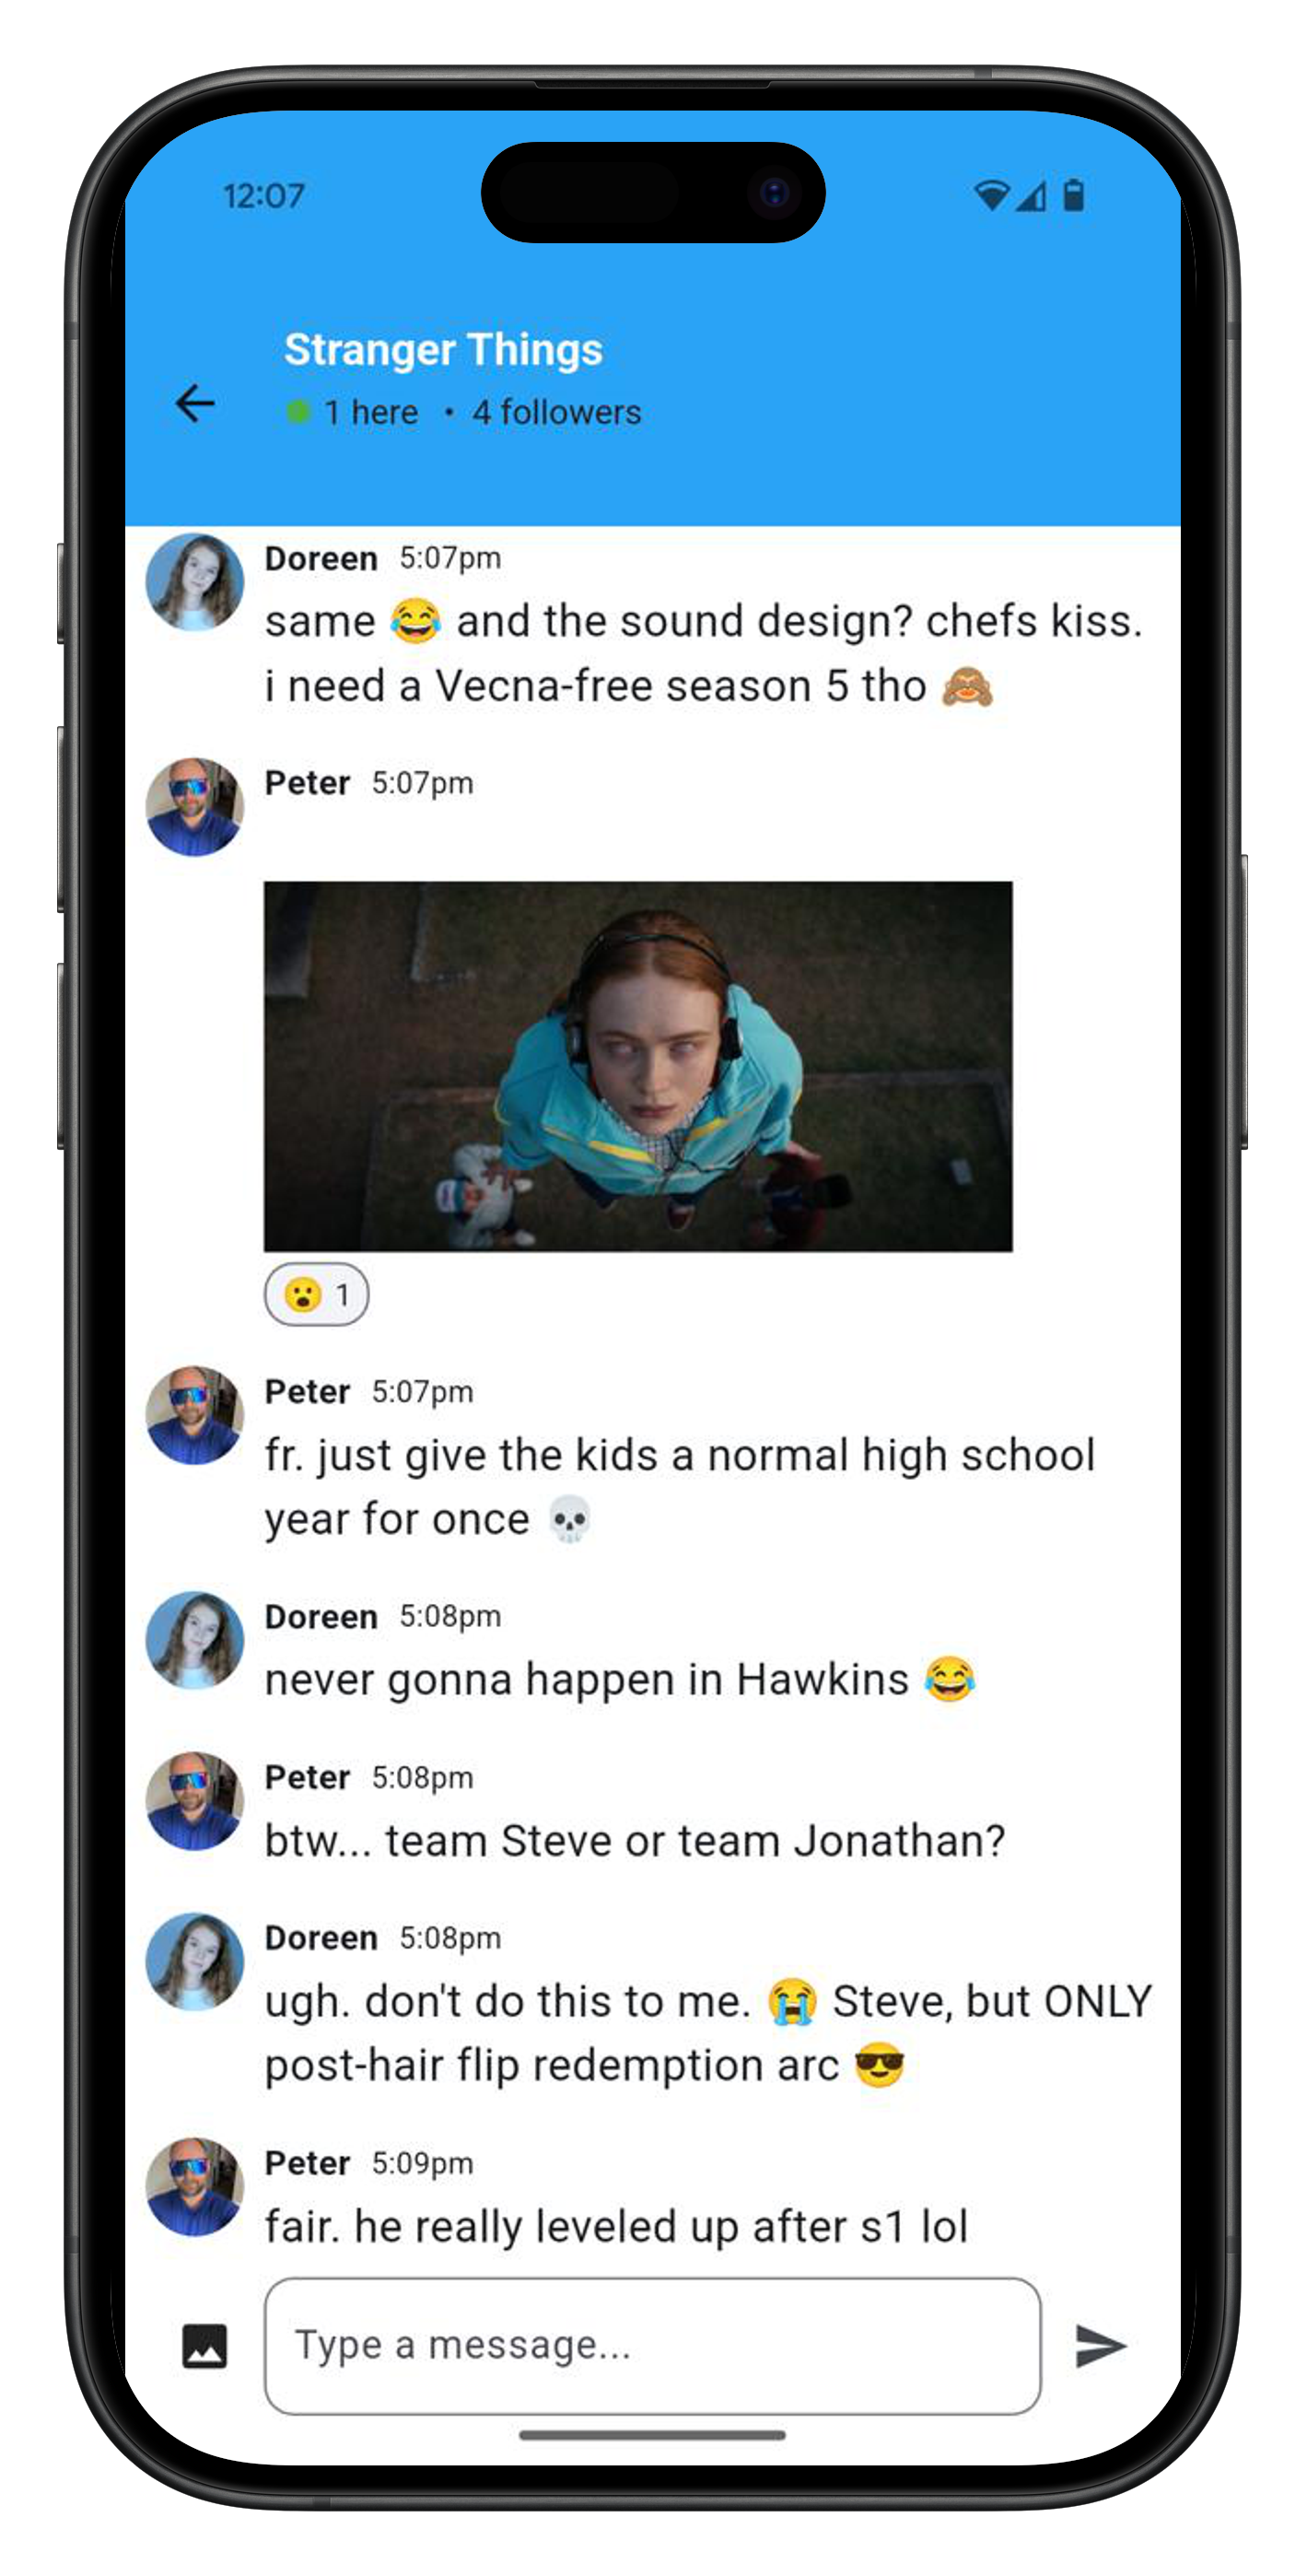 12:07
Stranger Things
1 here • 4 followers
Doreen 5:07pm
same 😂 and the sound design? chefs kiss.
i need a Vecna-free season 5 tho 🙈
Peter 5:07pm
😮 1
Peter 5:07pm
fr. just give the kids a normal high school
year for once 💀
Doreen 5:08pm
never gonna happen in Hawkins 😂
Peter 5:08pm
btw... team Steve or team Jonathan?
Doreen 5:08pm
ugh. don't do this to me. 😭 Steve, but ONLY
post-hair flip redemption arc 😎
Peter 5:09pm
fair. he really leveled up after s1 lol
Type a message...